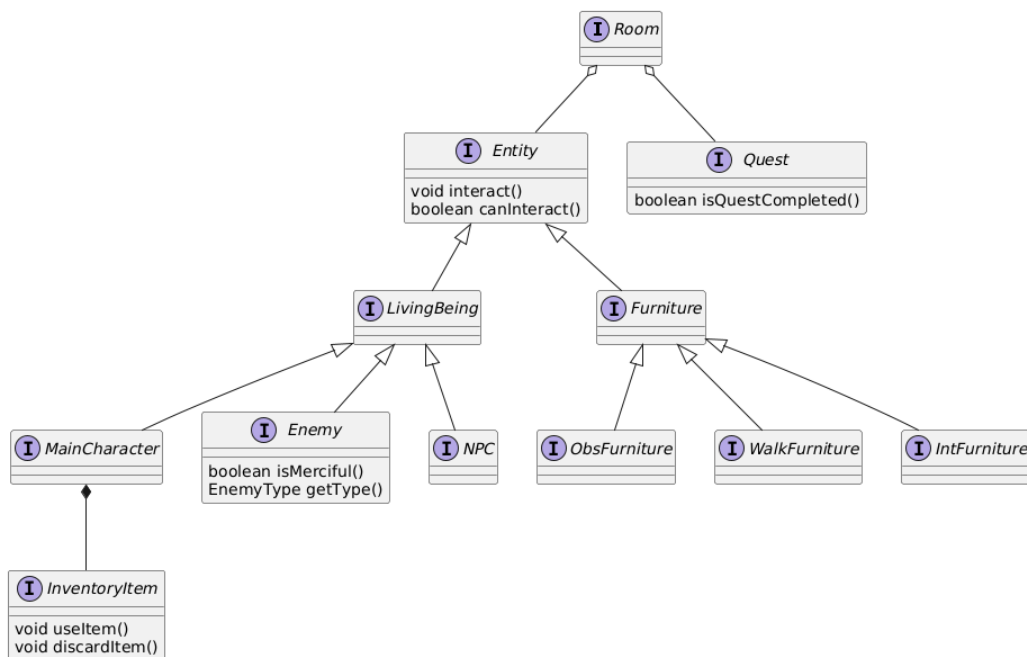 I Room
I Entity
void interact()
boolean canInteract()
I Quest
boolean isQuestCompleted()
I LivingBeing
I Furniture
I MainCharacter
I Enemy
boolean isMerciful()
EnemyType getType()
I NPC
I ObsFurniture
I WalkFurniture
I IntFurniture
I InventoryItem
void useItem()
void discardItem()